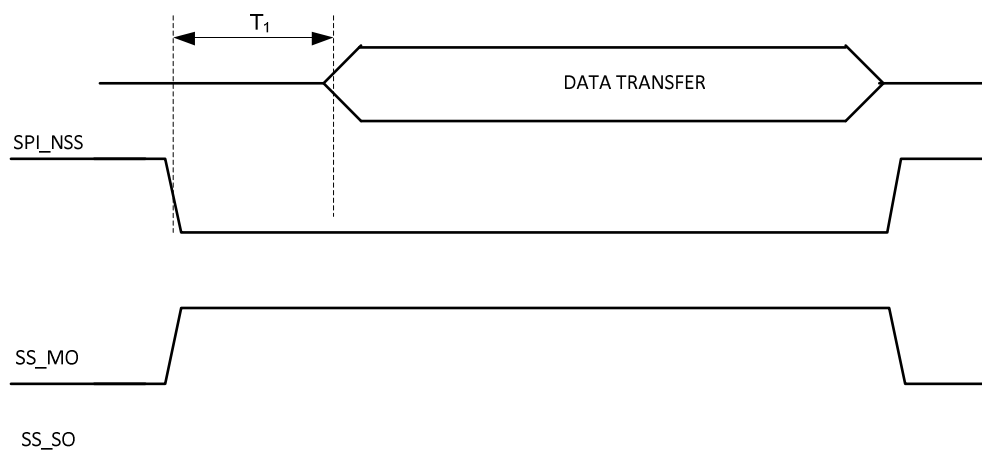 T₁
DATA TRANSFER
SPI_NSS
SS_MO
SS_SO